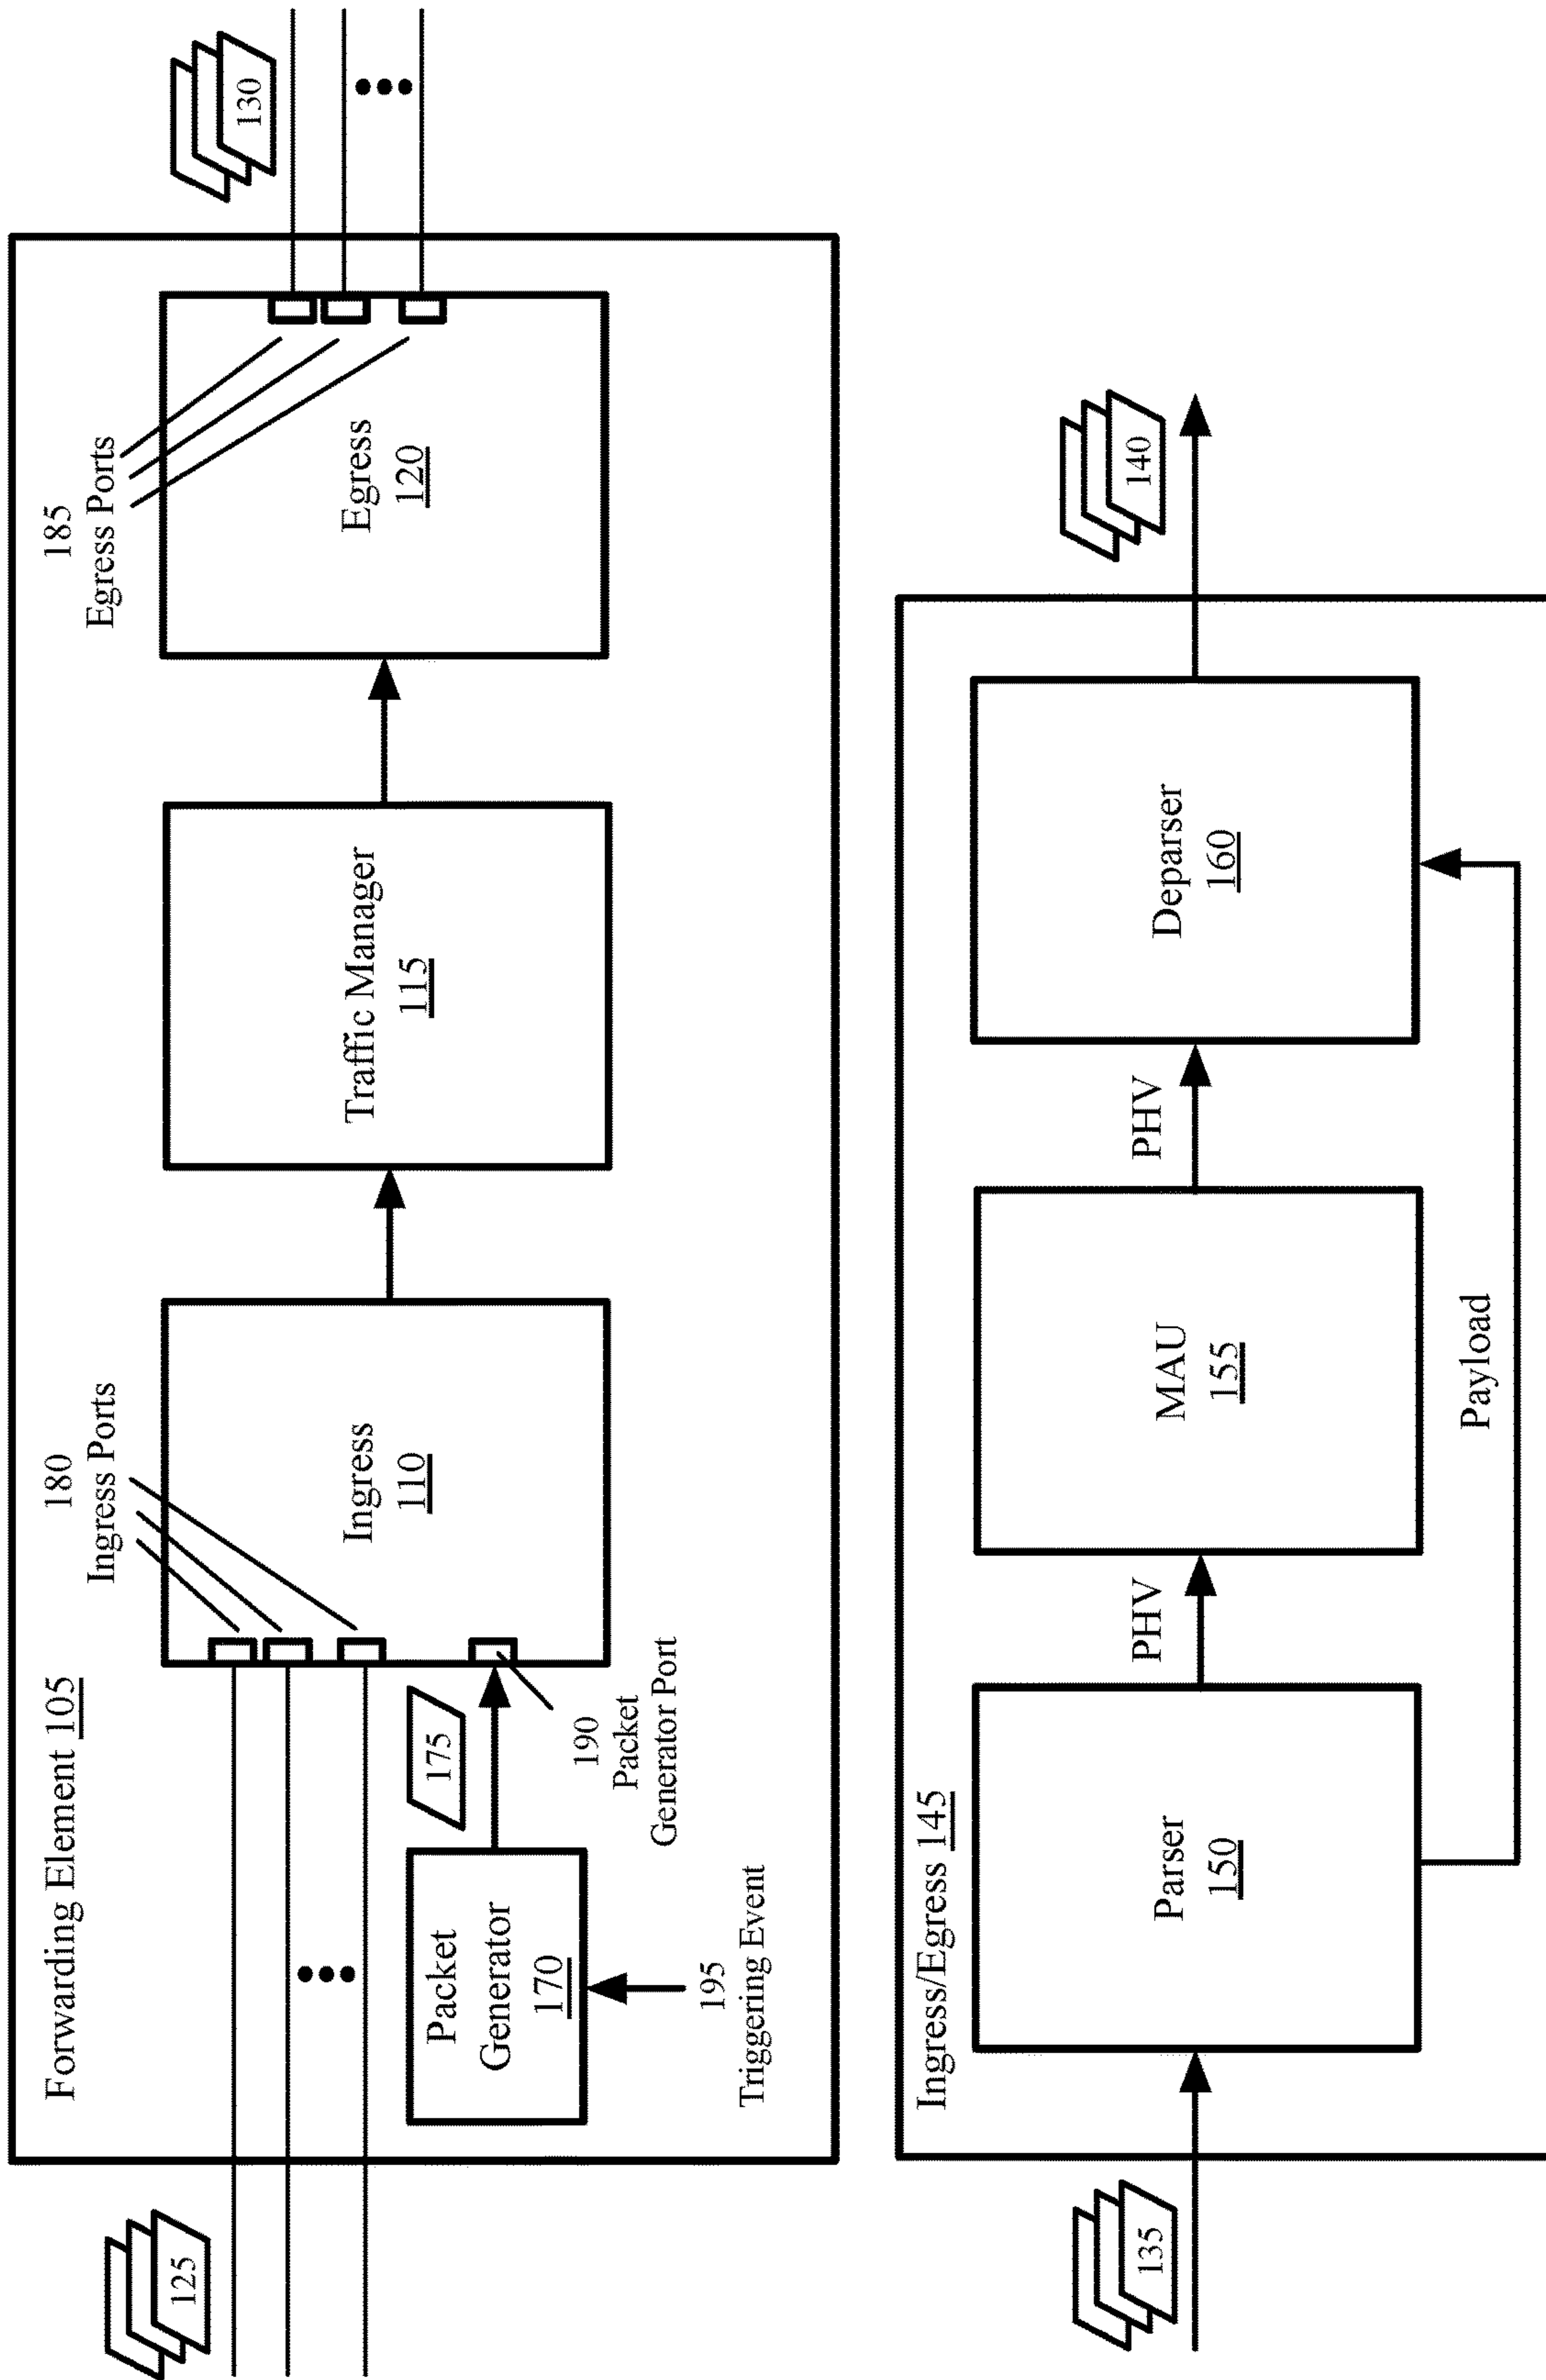 Forwarding Element 105
180
Ingress Ports
185
Egress Ports
125
130
Ingress
110
Traffic Manager
115
Egress
120
175
190
Packet
Generator Port
Packet
Generator
170
195
Triggering Event
Ingress/Egress 145
135
140
Parser
150
PHV
MAU
155
PHV
Deparser
160
Payload